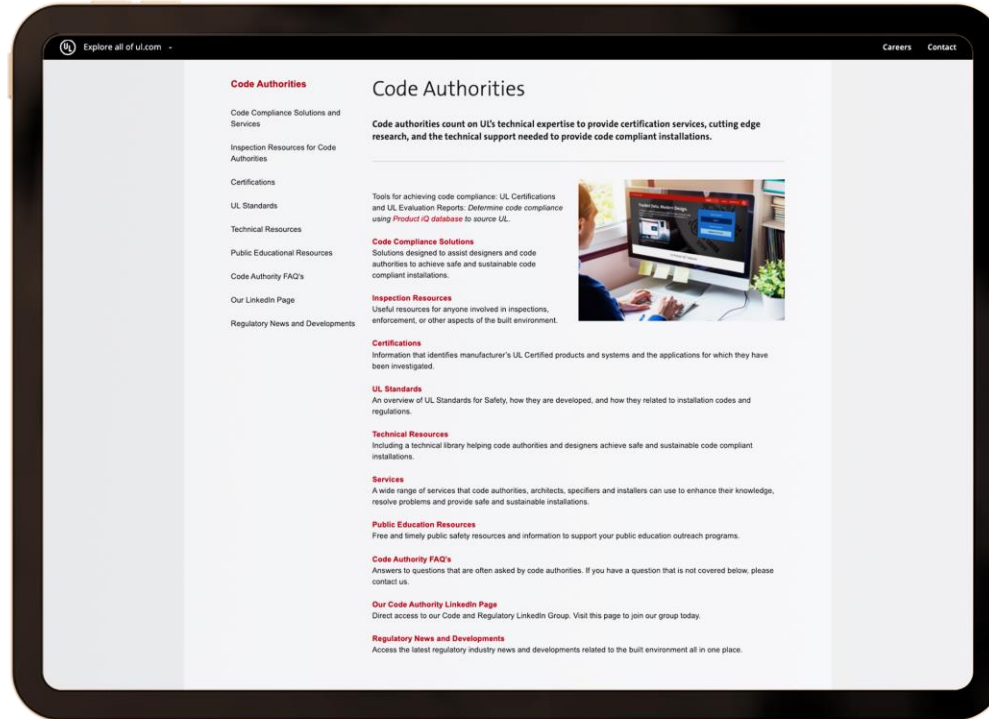 UL
Explore all of ul.com
Careers
Contact
Code Authorities
Code Compliance Solutions and
Services
Inspection Resources for Code
Authorities
Certifications
UL Standards
Technical Resources
Public Educational Resources
Code Authority FAQ's
Our LinkedIn Page
Regulatory News and Developments
Code Authorities
Code authorities count on UL's technical expertise to provide certification services, cutting edge
research, and the technical support needed to provide code compliant installations.
Tools for achieving code compliance: UL Certifications
and UL Evaluation Reports: Determine code compliance
using Product iQ database to source UL.
Code Compliance Solutions
Solutions designed to assist designers and code
authorities to achieve safe and sustainable code
compliant installations.
Inspection Resources
Useful resources for anyone involved in inspections,
enforcement, or other aspects of the built environment.
Certifications
Information that identifies manufacturer's UL Certified products and systems and the applications for which they have
been investigated.
UL Standards
An overview of UL Standards for Safety, how they are developed, and how they related to installation codes and
regulations.
Technical Resources
Including a technical library helping code authorities and designers achieve safe and sustainable code compliant
installations.
Services
A wide range of services that code authorities, architects, specifiers and installers can use to enhance their knowledge,
resolve problems and provide safe and sustainable installations.
Public Education Resources
Free and timely public safety resources and information to support your public education outreach programs.
Code Authority FAQ's
Answers to questions that are often asked by code authorities. If you have a question that is not covered below, please
contact us.
Our Code Authority LinkedIn Page
Direct access to our Code and Regulatory LinkedIn Group. Visit this page to join our group today.
Regulatory News and Developments
Access the latest regulatory industry news and developments related to the built environment all in one place.